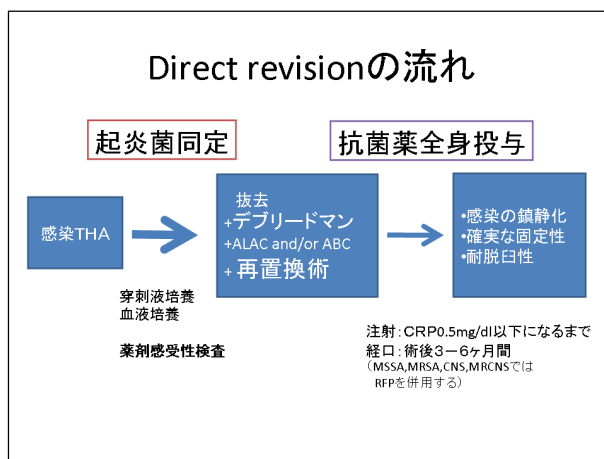 Direct revisionの流れ
起炎菌同定
抗菌薬全身投与
感染THA
抜去
+デブリードマン
+ALAC and/or ABC
+ 再置換術
•感染の鎮静化
•確実な固定性
•耐脱臼性
穿刺液培養
血液培養
薬剤感受性検査
注射：CRP0.5mg/dl以下になるまで
経口：術後３－６ヶ月間
（MSSA,MRSA,CNS,MRCNSでは
RFPを併用する）